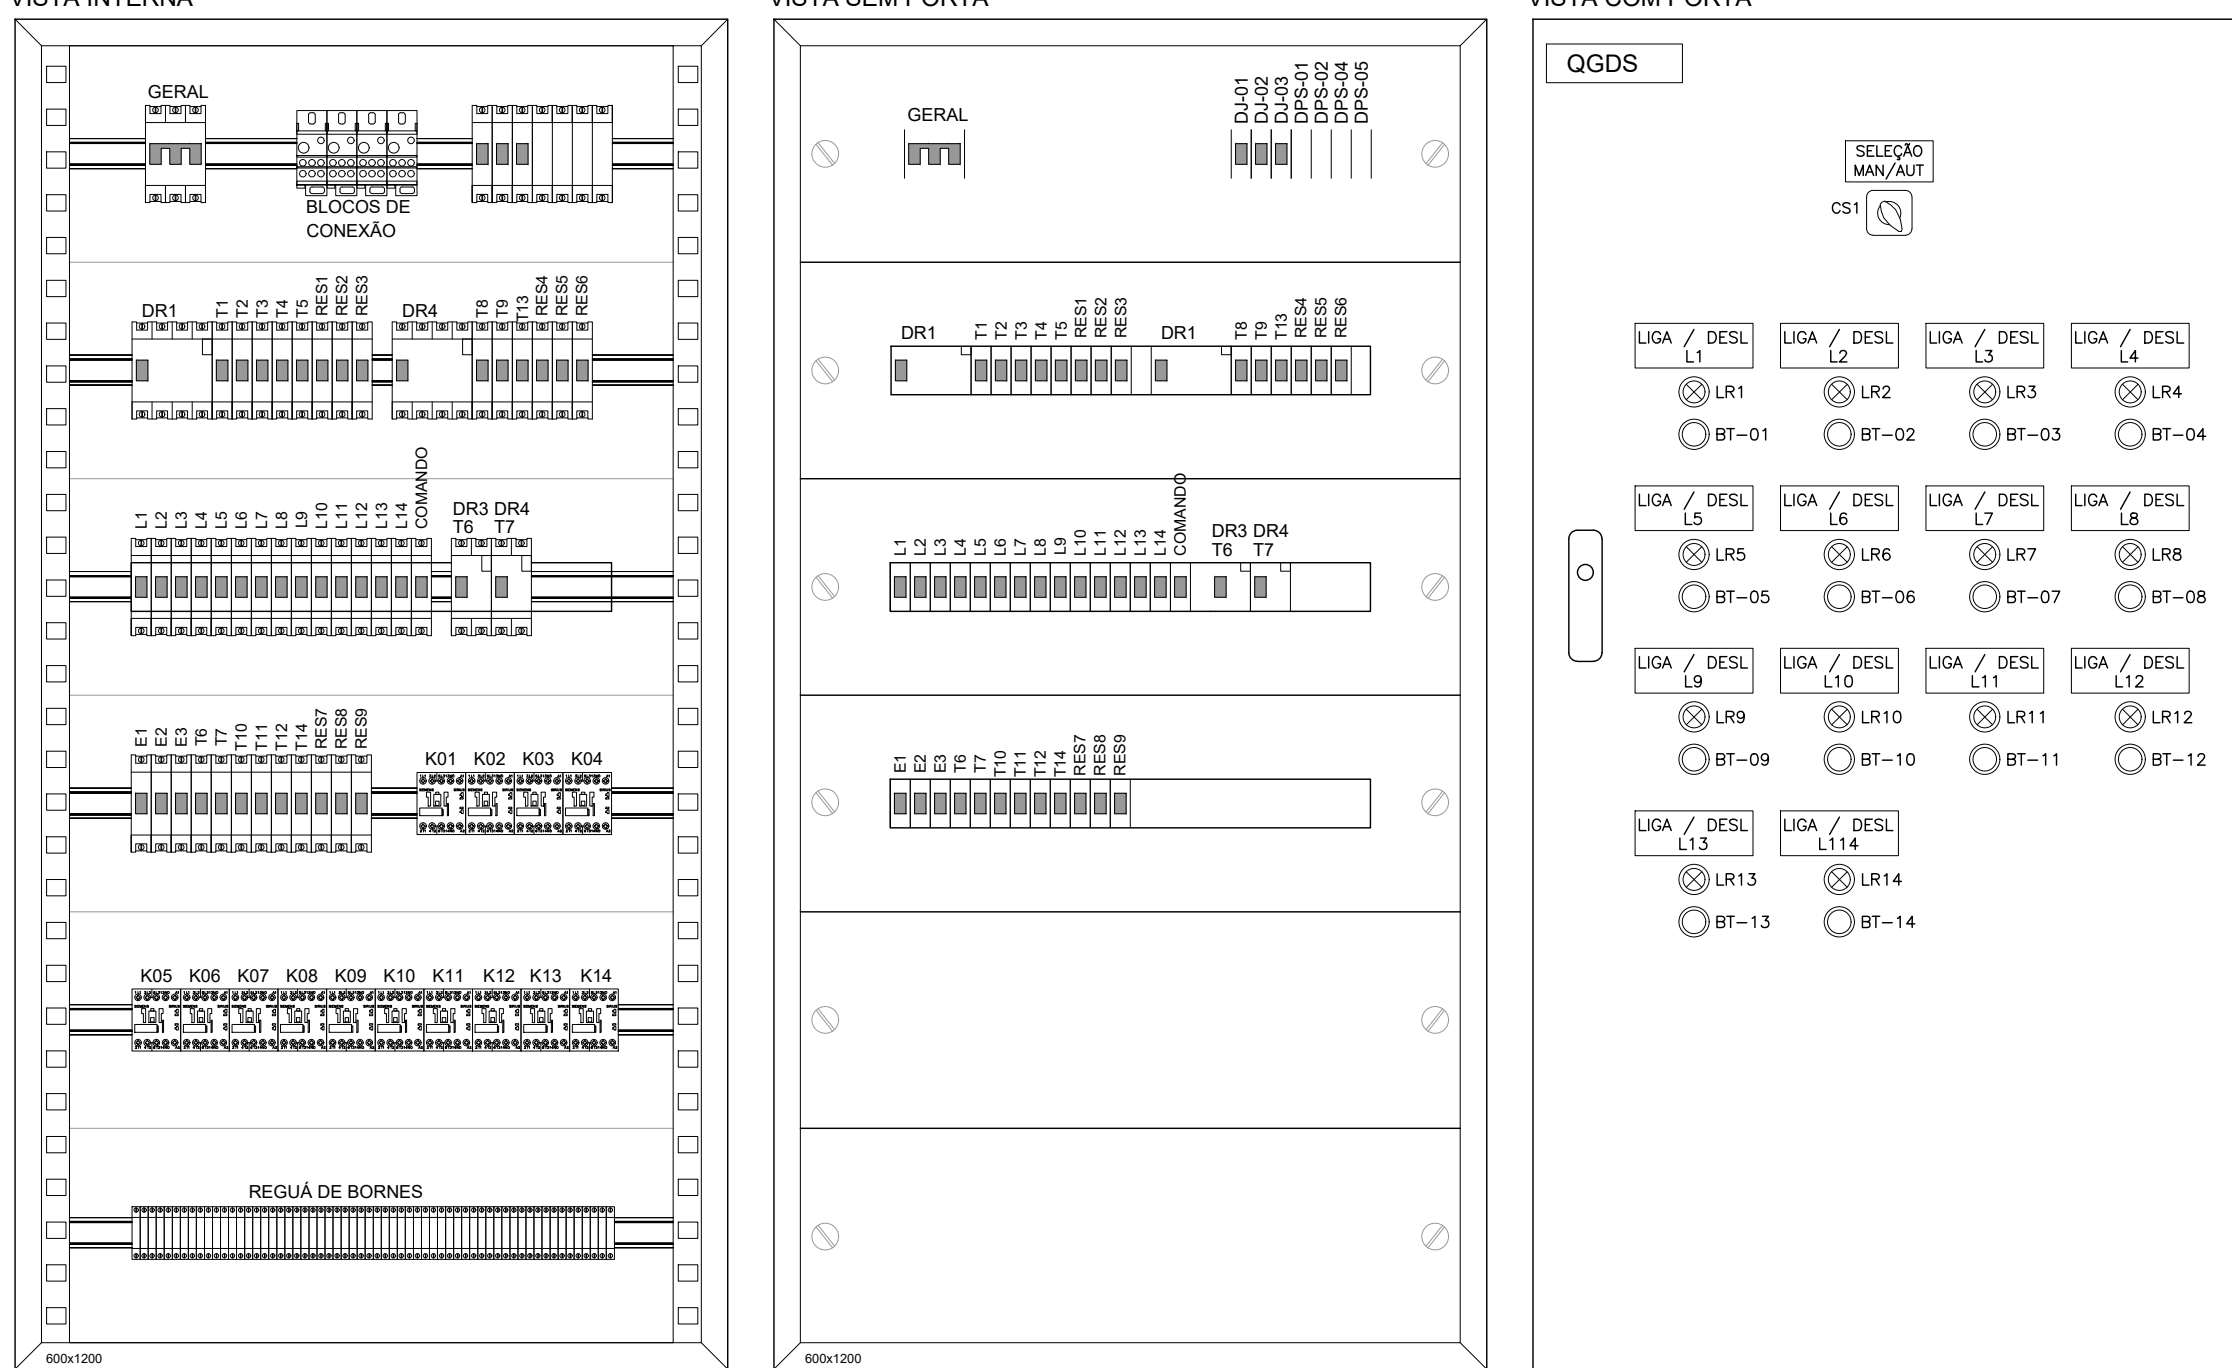 VISTA INTERNA
GERAL
BLOCOS DE
CONEXÃO
DR1
T1
T2
T3
T4
T5
RES1
RES2
RES3
DR4
T8
T9
T13
RES4
RES5
RES6
L1
L2
L3
L4
L5
L6
L7
L8
L9
L10
L11
L12
L13
L14
COMANDO
DR3 DR4
T6 T7
E1
E2
E3
T6
T7
T10
T11
T12
T14
RES7
RES8
RES9
K01 K02 K03 K04
K05 K06 K07 K08 K09 K10 K11 K12 K13 K14
REGUÁ DE BORNES
600x1200
VISTA SEM PORTA
GERAL
DJ-01
DJ-02
DJ-03
DPS-01
DPS-02
DPS-04
DPS-05
DR1
T1
T2
T3
T4
T5
RES1
RES2
RES3
DR1
T8
T9
T13
RES4
RES5
RES6
L1
L2
L3
L4
L5
L6
L7
L8
L9
L10
L11
L12
L13
L14
COMANDO
DR3 DR4
T6 T7
E1
E2
E3
T6
T7
T10
T11
T12
T14
RES7
RES8
RES9
600x1200
VISTA COM PORTA
QGDS
SELEÇÃO
MAN/AUT
CS1
LIGA / DESL LIGA / DESL LIGA / DESL LIGA / DESL
L1 L2 L3 L4
LR1 LR2 LR3 LR4
BT-01 BT-02 BT-03 BT-04
LIGA / DESL LIGA / DESL LIGA / DESL LIGA / DESL
L5 L6 L7 L8
LR5 LR6 LR7 LR8
BT-05 BT-06 BT-07 BT-08
LIGA / DESL LIGA / DESL LIGA / DESL LIGA / DESL
L9 L10 L11 L12
LR9 LR10 LR11 LR12
BT-09 BT-10 BT-11 BT-12
LIGA / DESL LIGA / DESL
L13 L114
LR13 LR14
BT-13 BT-14